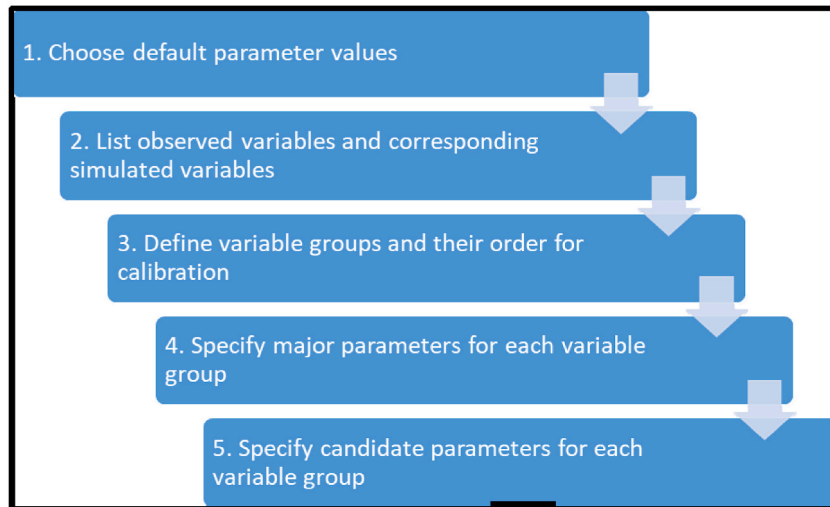 1. Choose default parameter values
2. List observed variables and corresponding
simulated variables
3. Define variable groups and their order for
calibration
4. Specify major parameters for each variable
group
5. Specify candidate parameters for each
variable group